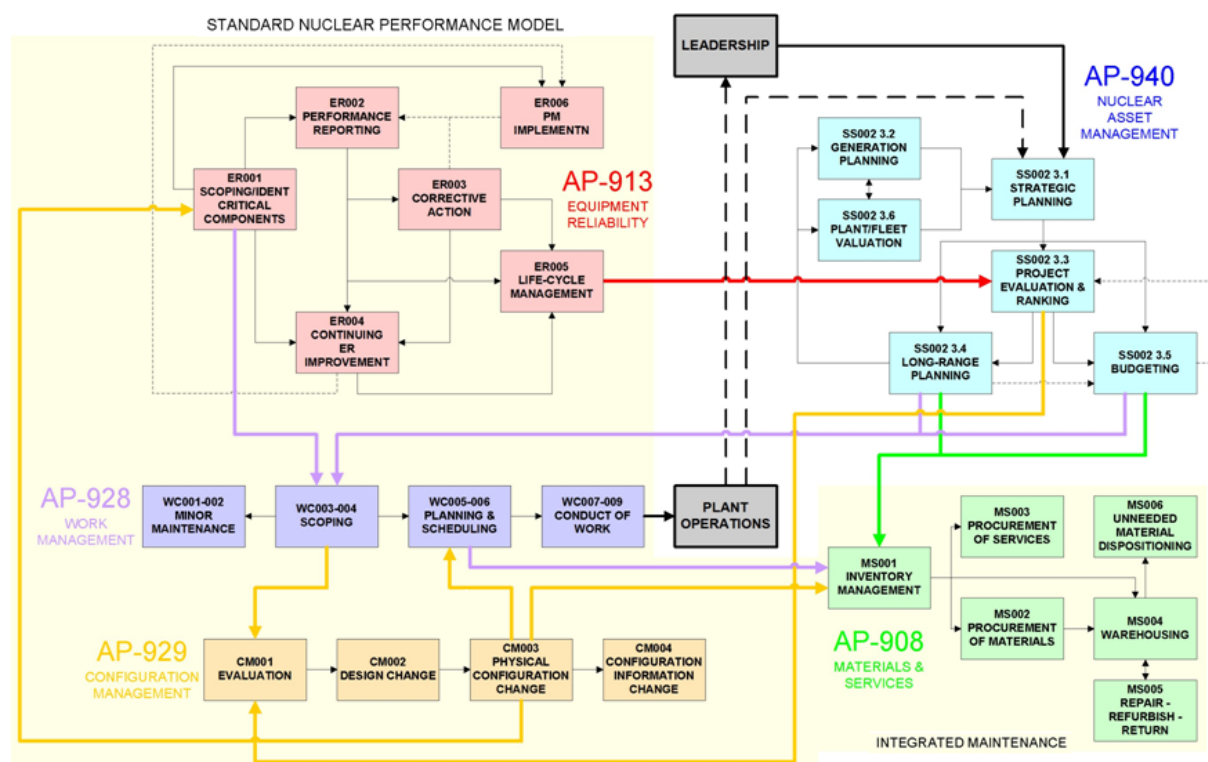 STANDARD NUCLEAR PERFORMANCE MODEL
LEADERSHIP
AP-940
NUCLEAR
ASSET
MANAGEMENT
ER002
PERFORMANCE
REPORTING
ER006
PM
IMPLEMENTN
ER001
SCOPING/IDENT
CRITICAL
COMPONENTS
ER003
CORRECTIVE
ACTION
AP-913
EQUIPMENT
RELIABILITY
ER005
LIFE-CYCLE
MANAGEMENT
ER004
CONTINUING
ER
IMPROVEMENT
SS002 3.2
GENERATION
PLANNING
SS002 3.1
STRATEGIC
PLANNING
SS002 3.6
PLANT/FLEET
VALUATION
SS002 3.3
PROJECT
EVALUATION &
RANKING
SS002 3.4
LONG-RANGE
PLANNING
SS002 3.5
BUDGETING
AP-928
WORK
MANAGEMENT
WC001-002
MINOR
MAINTENANCE
WC003-004
SCOPING
WC005-006
PLANNING &
SCHEDULING
WC007-009
CONDUCT OF
WORK
PLANT
OPERATIONS
MS001
INVENTORY
MANAGEMENT
MS003
PROCUREMENT
OF SERVICES
MS006
UNNEEDED
MATERIAL
DISPOSITIONING
MS002
PROCUREMENT
OF MATERIALS
MS004
WAREHOUSING
MS005
REPAIR -
REFURBISH -
RETURN
AP-908
MATERIALS &
SERVICES
AP-929
CONFIGURATION
MANAGEMENT
CM001
EVALUATION
CM002
DESIGN CHANGE
CM003
PHYSICAL
CONFIGURATION
CHANGE
CM004
CONFIGURATION
INFORMATION
CHANGE
INTEGRATED MAINTENANCE